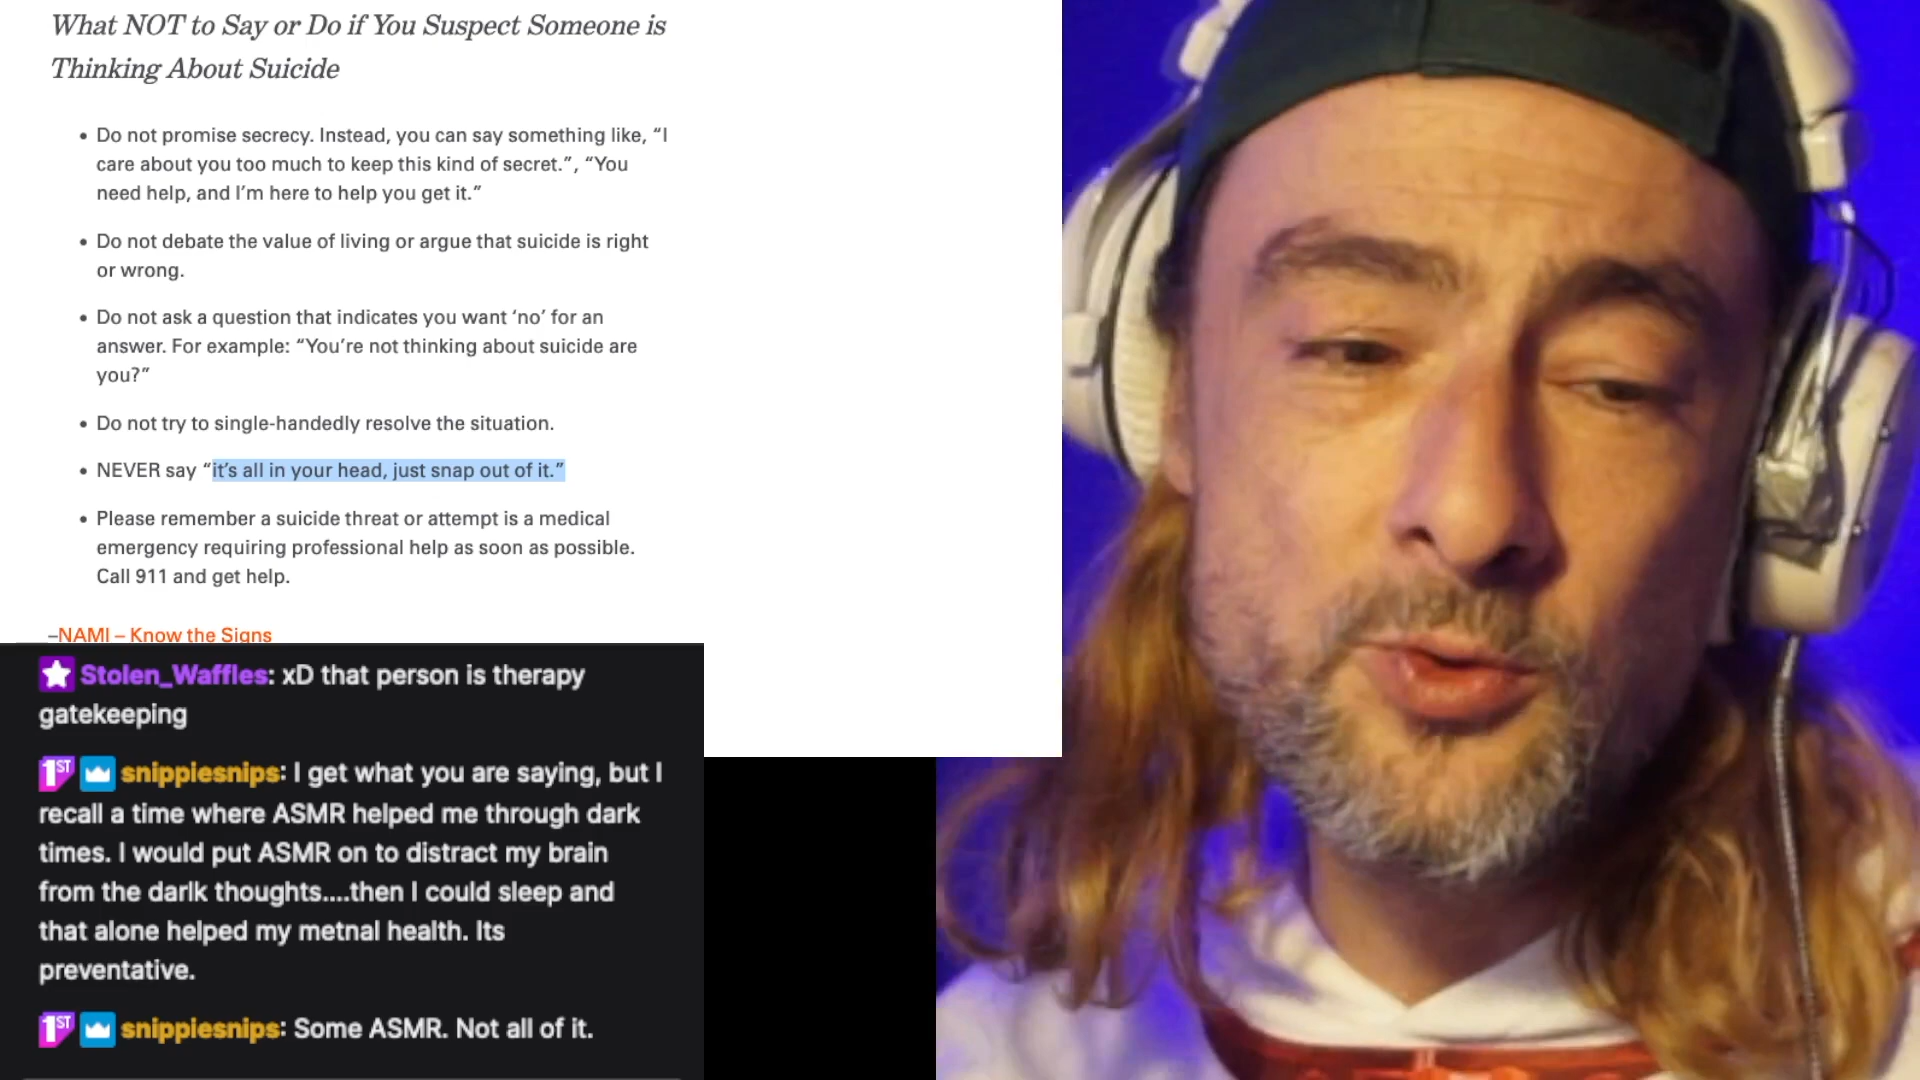 What NOT to Say or Do if You Suspect Someone is
Thinking About Suicide
• Do not promise secrecy. Instead, you can say something like, “I
care about you too much to keep this kind of secret.”, “You
need help, and I’m here to help you get it.”
• Do not debate the value of living or argue that suicide is right
or wrong.
• Do not ask a question that indicates you want ‘no’ for an
answer. For example: “You’re not thinking about suicide are
you?”
• Do not try to single-handedly resolve the situation.
• NEVER say “it’s all in your head, just snap out of it.”
• Please remember a suicide threat or attempt is a medical
emergency requiring professional help as soon as possible.
Call 911 and get help.
–NAMI – Know the Signs
Stolen_Waffles: xD that person is therapy
gatekeeping
1ST snippiesnips: I get what you are saying, but I
recall a time where ASMR helped me through dark
times. I would put ASMR on to distract my brain
from the darlk thoughts....then I could sleep and
that alone helped my metnal health. Its
preventative.
1ST snippiesnips: Some ASMR. Not all of it.